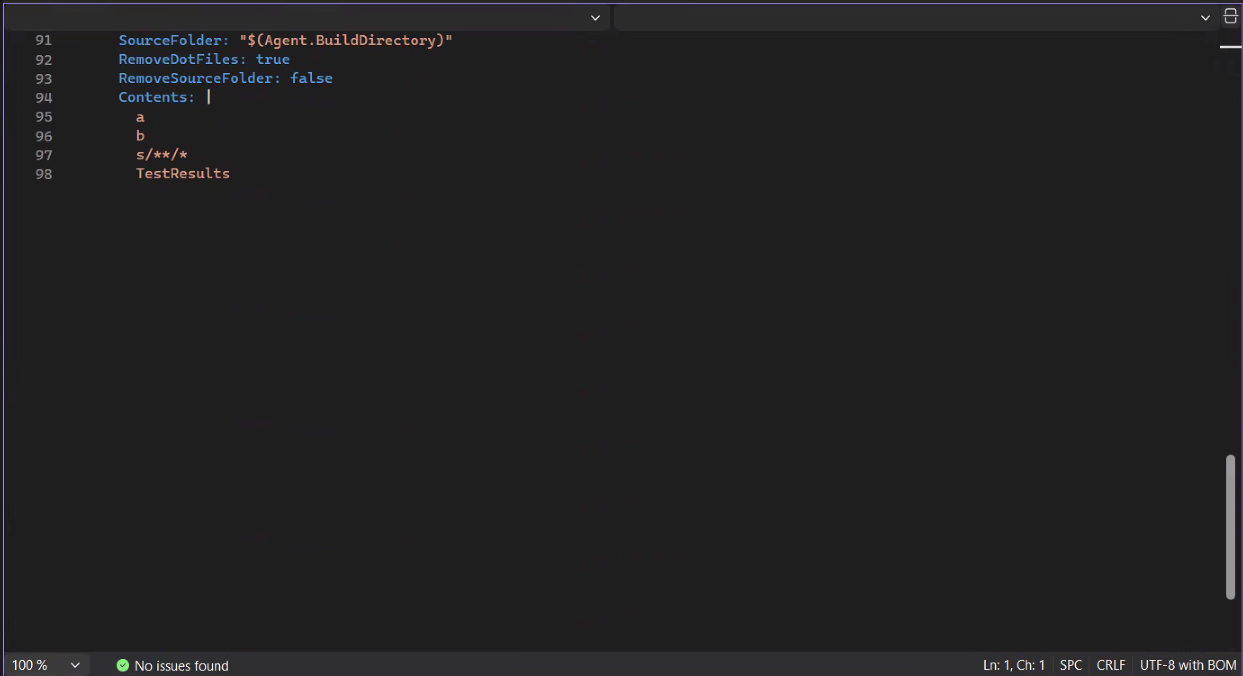 91 SourceFolder: "$(Agent.BuildDirectory)"
92 RemoveDotFiles: true
93 RemoveSourceFolder: false
94 Contents: |
95 a
96 b
97 s/**/*
98 TestResults
100 % No issues found Ln: 1, Ch: 1 SPC CRLF UTF-8 with BOM